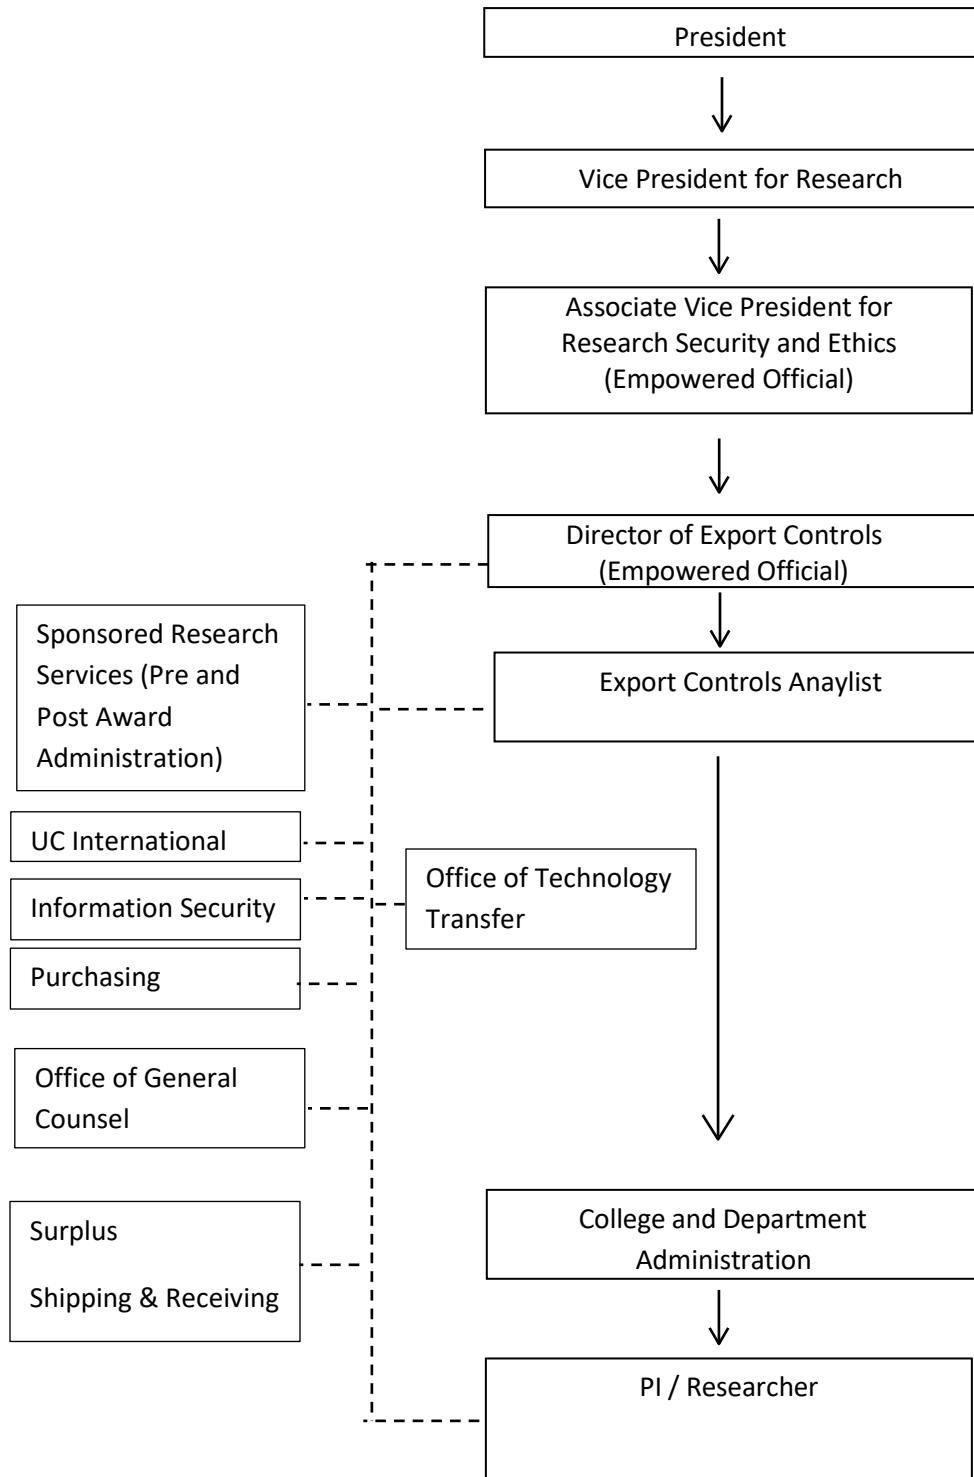 President
Vice President for Research
Associate Vice President for
Research Security and Ethics
(Empowered Official)
Director of Export Controls
(Empowered Official)
Sponsored Research
Services (Pre and
Post Award
Administration)
Export Controls Anaylist
UC International
Information Security
Purchasing
Office of Technology
Transfer
Office of General
Counsel
Surplus
Shipping & Receiving
College and Department
Administration
PI / Researcher